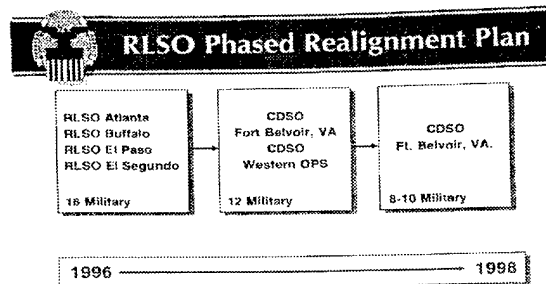 RLSO Phased Realignment Plan
RLSO Atlanta
RLSO Buffalo
RLSO El Paso
RLSO El Segundo
16 Military
CDSO
Fort Belvoir, VA
CDSO
Western OPS
12 Military
CDSO
Ft. Belvoir, VA.
8-10 Military
1996
1998